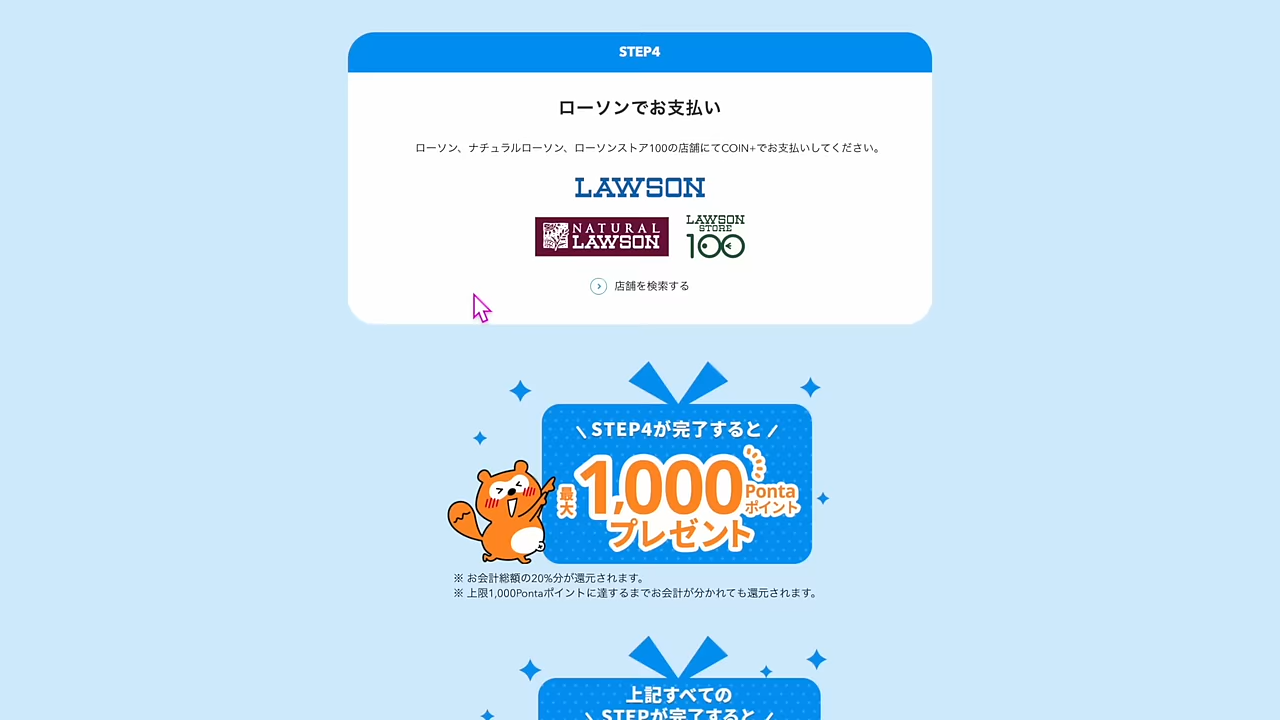 STEP4
ローソンでお支払い
ローソン、ナチュラルローソン、ローソンストア100の店舗にてCOIN+でお支払いしてください。
LAWSON
NATURAL
LAWSON
LAWSON
STORE
100
店舗を検索する
STEP4が完了すると
最大
1,000
Ponta
ポイント
プレゼント
※ お会計総額の20%分が還元されます。
※ 上限1,000Pontaポイントに達するまでお会計が分かれても還元されます。
上記すべての
STEPが完了すると